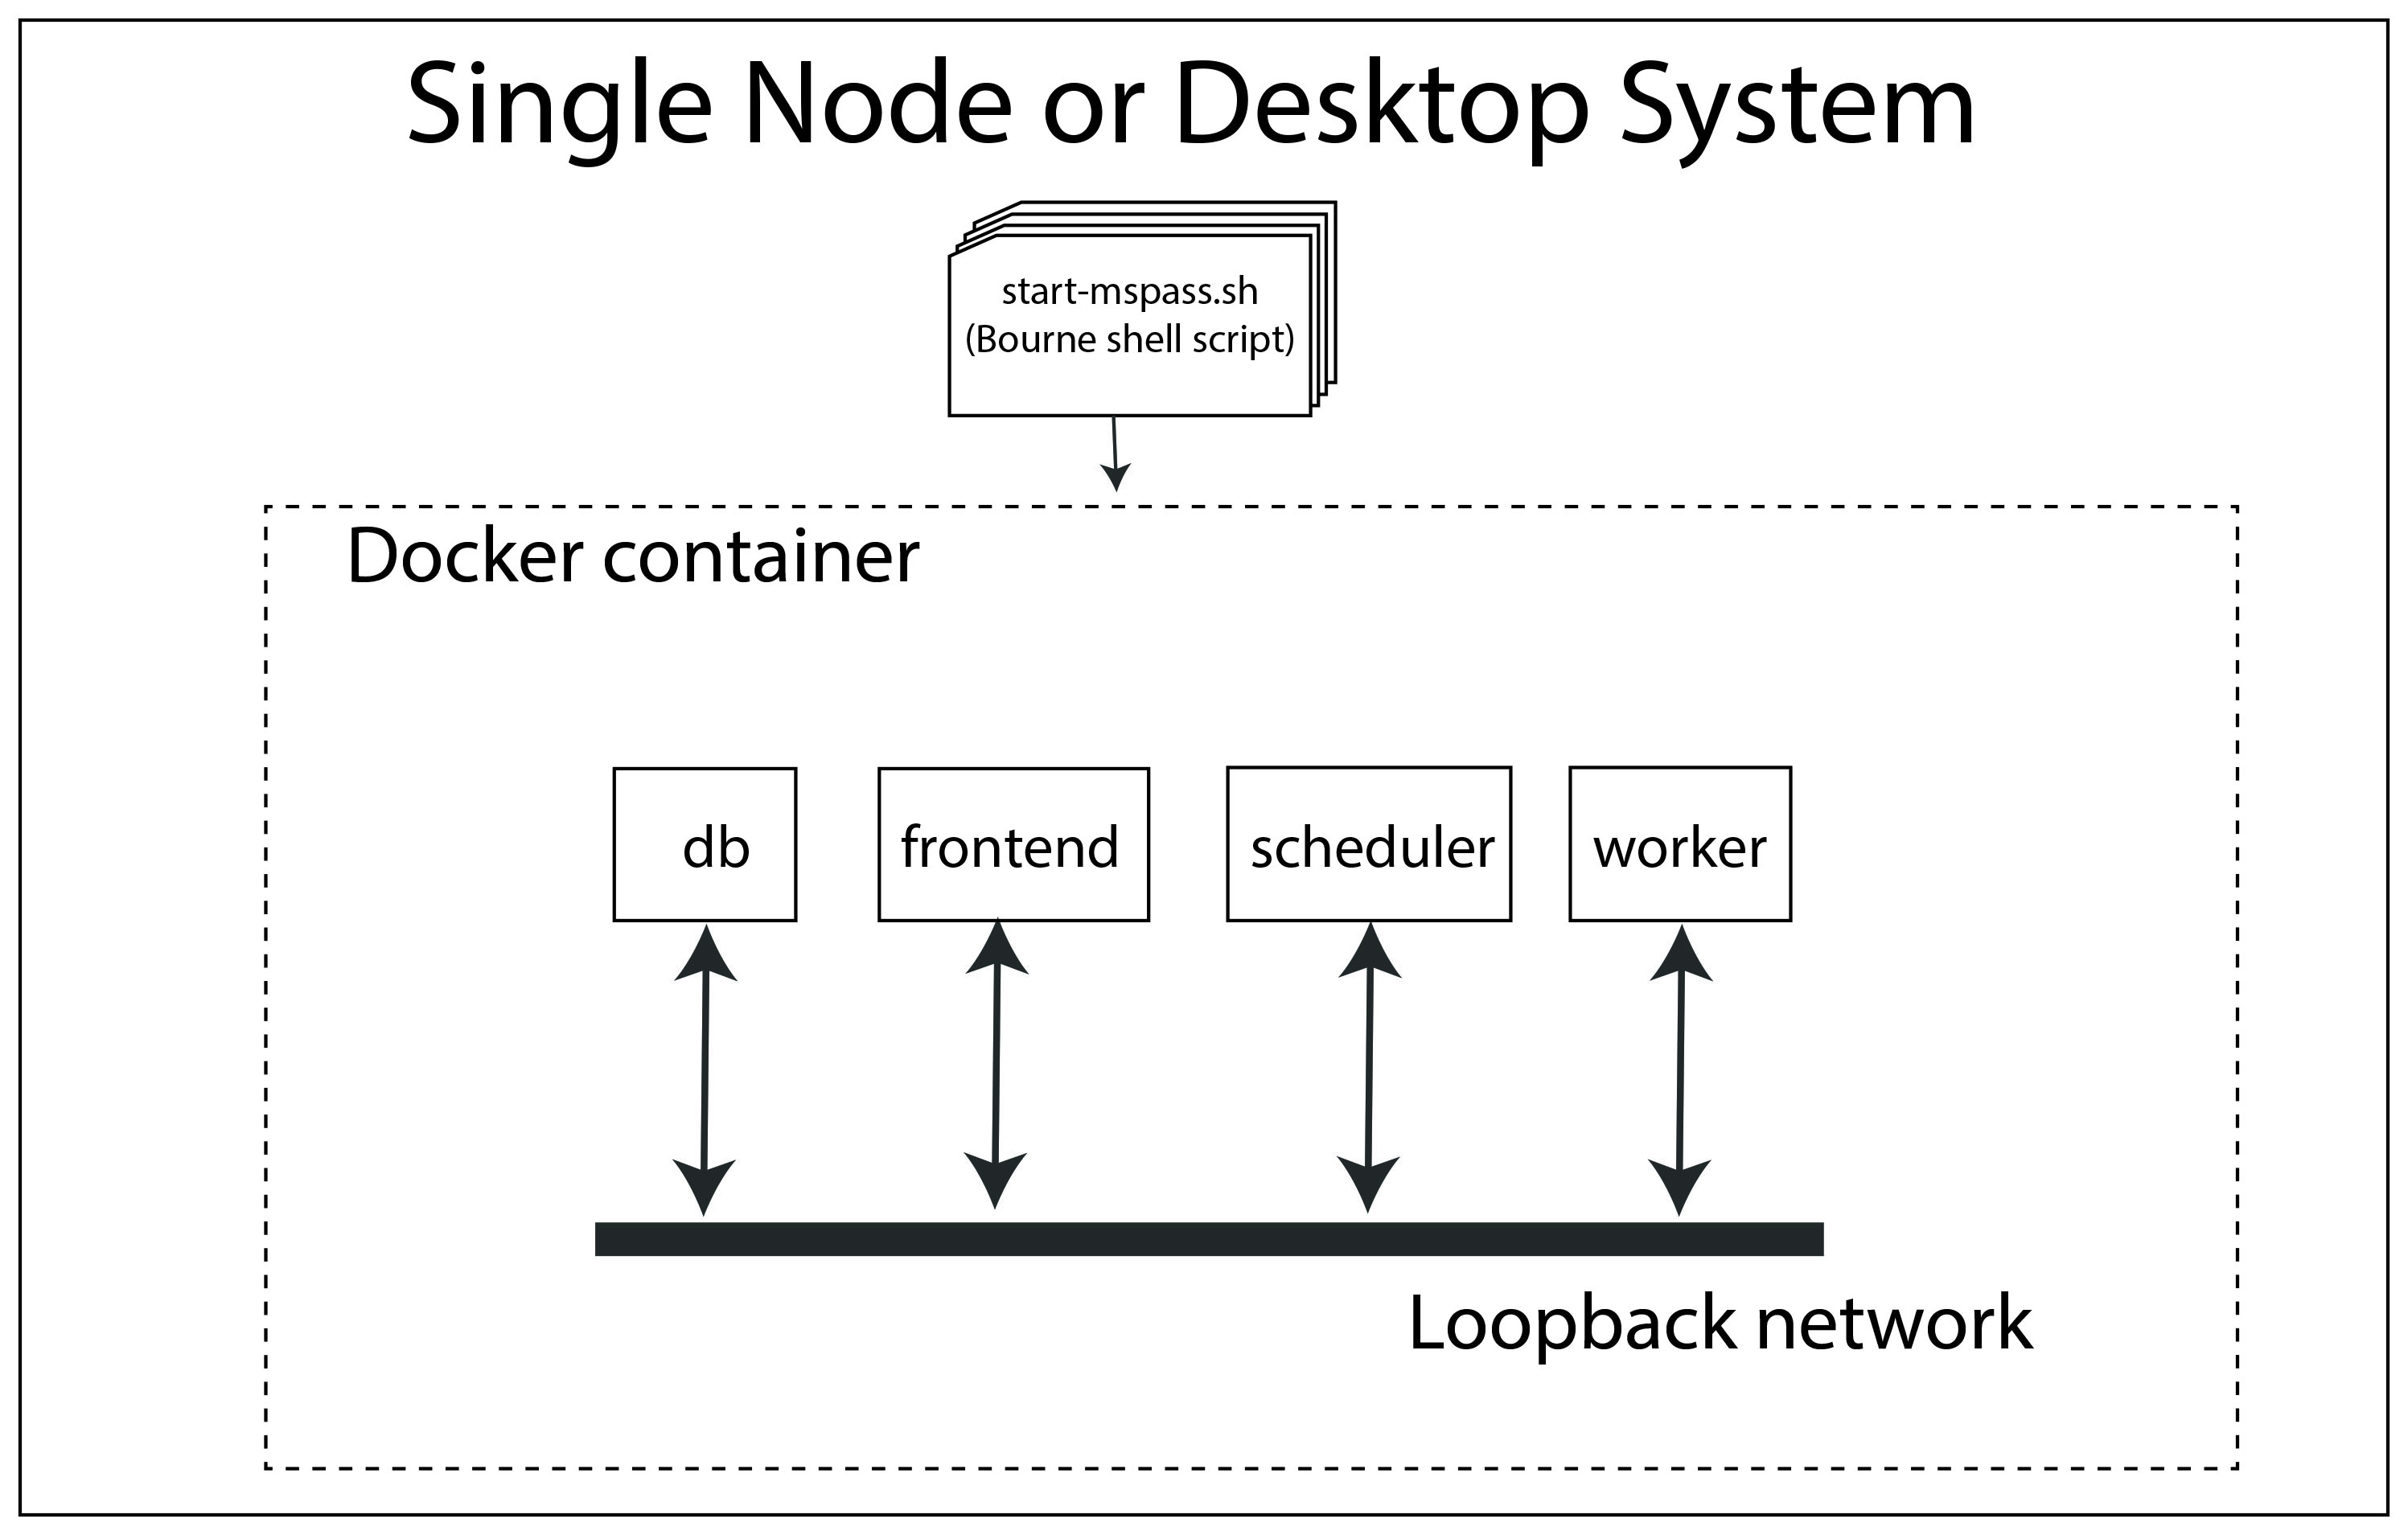 Single Node or Desktop System
start-mspass.sh
(Bourne shell script)
Docker container
db
frontend
scheduler
worker
Loopback network